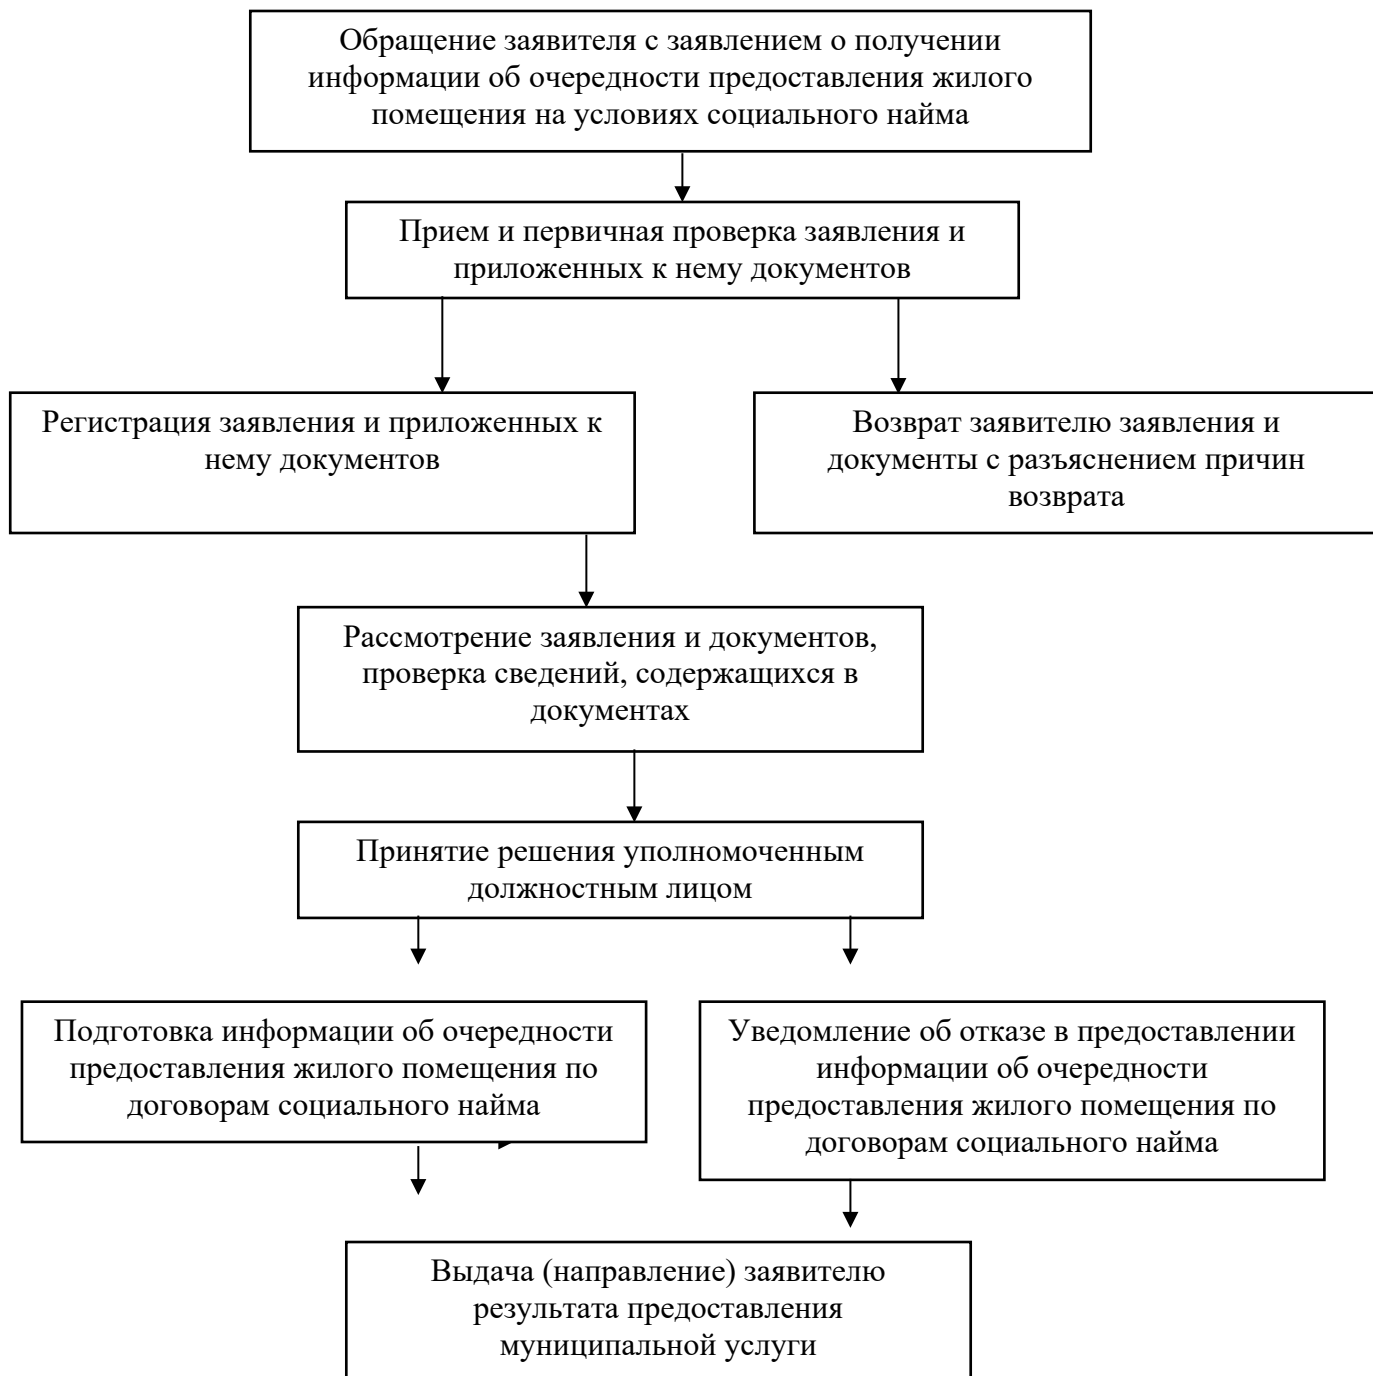 Обращение заявителя с заявлением о получении
информации об очередности предоставления жилого
помещения на условиях социального найма
Прием и первичная проверка заявления и
приложенных к нему документов
Регистрация заявления и приложенных к
нему документов
Возврат заявителю заявления и
документы с разъяснением причин
возврата
Рассмотрение заявления и документов,
проверка сведений, содержащихся в
документах
Принятие решения уполномоченным
должностным лицом
Подготовка информации об очередности
предоставления жилого помещения по
договорам социального найма
Уведомление об отказе в предоставлении
информации об очередности
предоставления жилого помещения по
договорам социального найма
Выдача (направление) заявителю
результата предоставления
муниципальной услуги